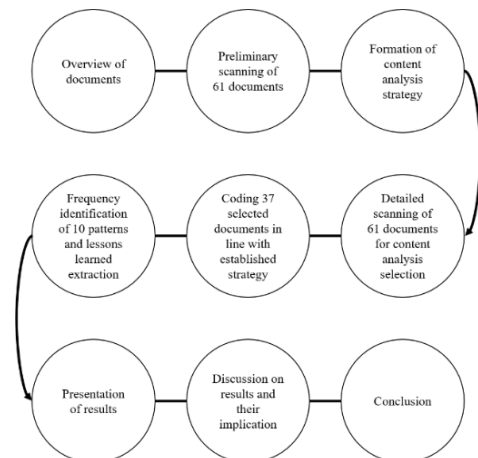 Overview of
documents
Preliminary
scanning of
61 documents
Formation of
content
analysis
strategy
Frequency
identification
of 10 patterns
and lessons
learned
extraction
Coding 37
selected
documents in
line with
established
strategy
Detailed
scanning of
61 documents
for content
analysis
selection
Presentation
of results
Discussion on
results and
their
implication
Conclusion